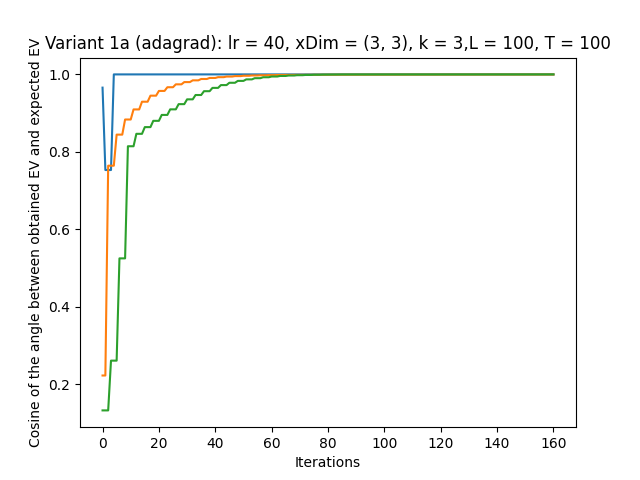 Variant 1a (adagrad): lr = 40, xDim = (3, 3), k = 3,L = 100, T = 100
Cosine of the angle between obtained EV and expected EV
1.0
0.8
0.6
0.4
0.2
0 20 40 60 80 100 120 140 160
Iterations